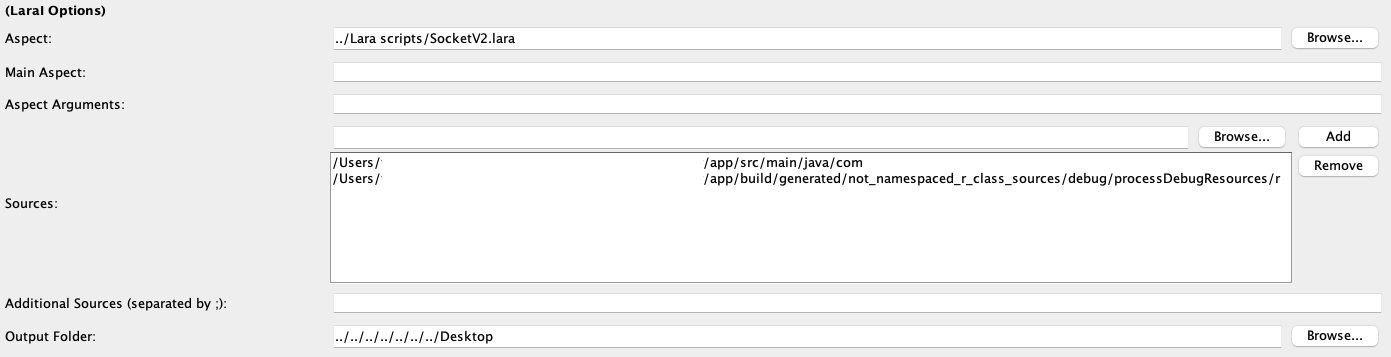 (Laral Options)
Aspect: ../Lara scripts/SocketV2.lara Browse...
Main Aspect:
Aspect Arguments:
Browse... Add
/Users/ /app/src/main/java/com Remove
/Users/ /app/build/generated/not_namespaced_r_class_sources/debug/processDebugResources/r
Sources:
Additional Sources (separated by ;):
Output Folder: ../../../../../../../Desktop Browse...